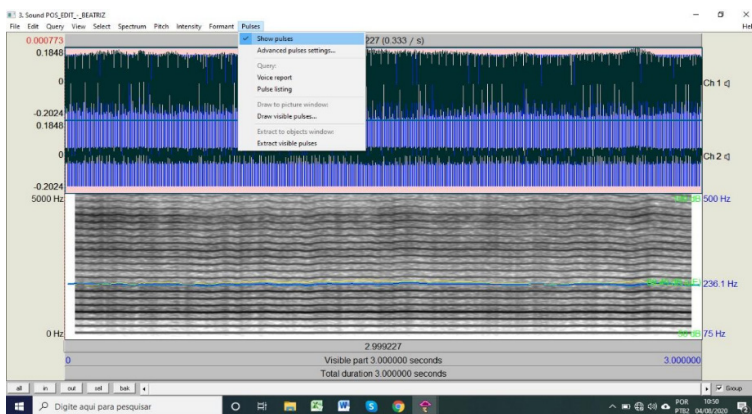 3. Sound POS_EDIT_-_BEATRIZ
File Edit Query View Select Spectrum Pitch Intensity Formant Pulses Hel
0.000773
227 (0.333 / s)
Show pulses
Advanced pulses settings...
Query:
Voice report
Pulse listing
Draw to picture window:
Draw visible pulses...
Extract to objects window:
Extract visible pulses
0.1848
0
Ch 1
-0.2024
0.1848
0
Ch 2
-0.2024
5000 Hz
500 Hz
236.1 Hz
0 Hz
75 Hz
2.999227
0 Visible part 3.000000 seconds 3.000000
Total duration 3.000000 seconds
all in out sel bak Group
Digite aqui para pesquisar
POR 10:50
PTB2 04/08/2020